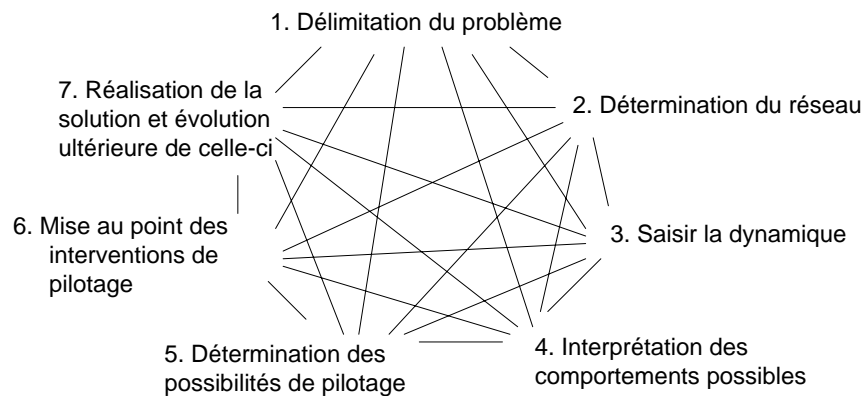 1. Délimitation du problème
2. Détermination du réseau
3. Saisir la dynamique
4. Interprétation des
comportements possibles
5. Détermination des
possibilités de pilotage
6. Mise au point des
interventions de
pilotage
7. Réalisation de la
solution et évolution
ultérieure de celle-ci